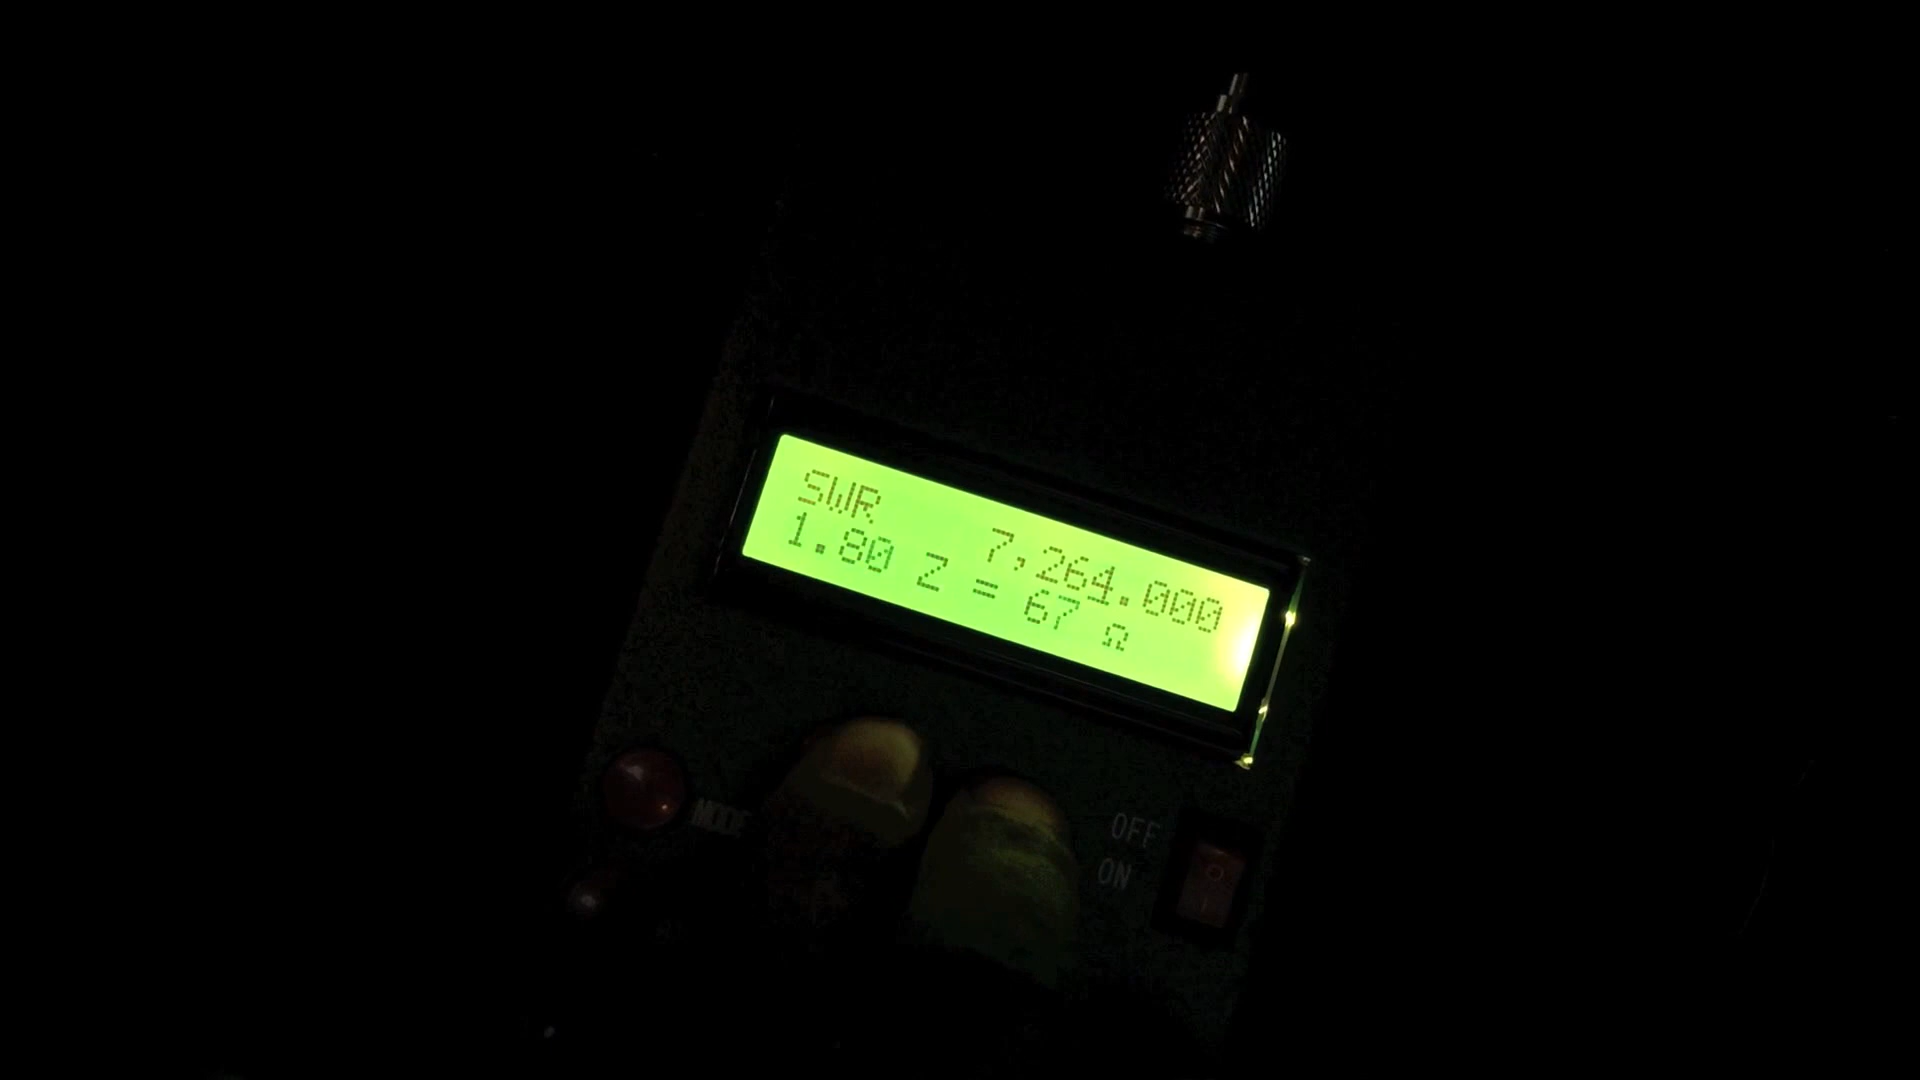 SWR 7,264.000
1.80 Z = 67 Ω
MODE
OFF
ON